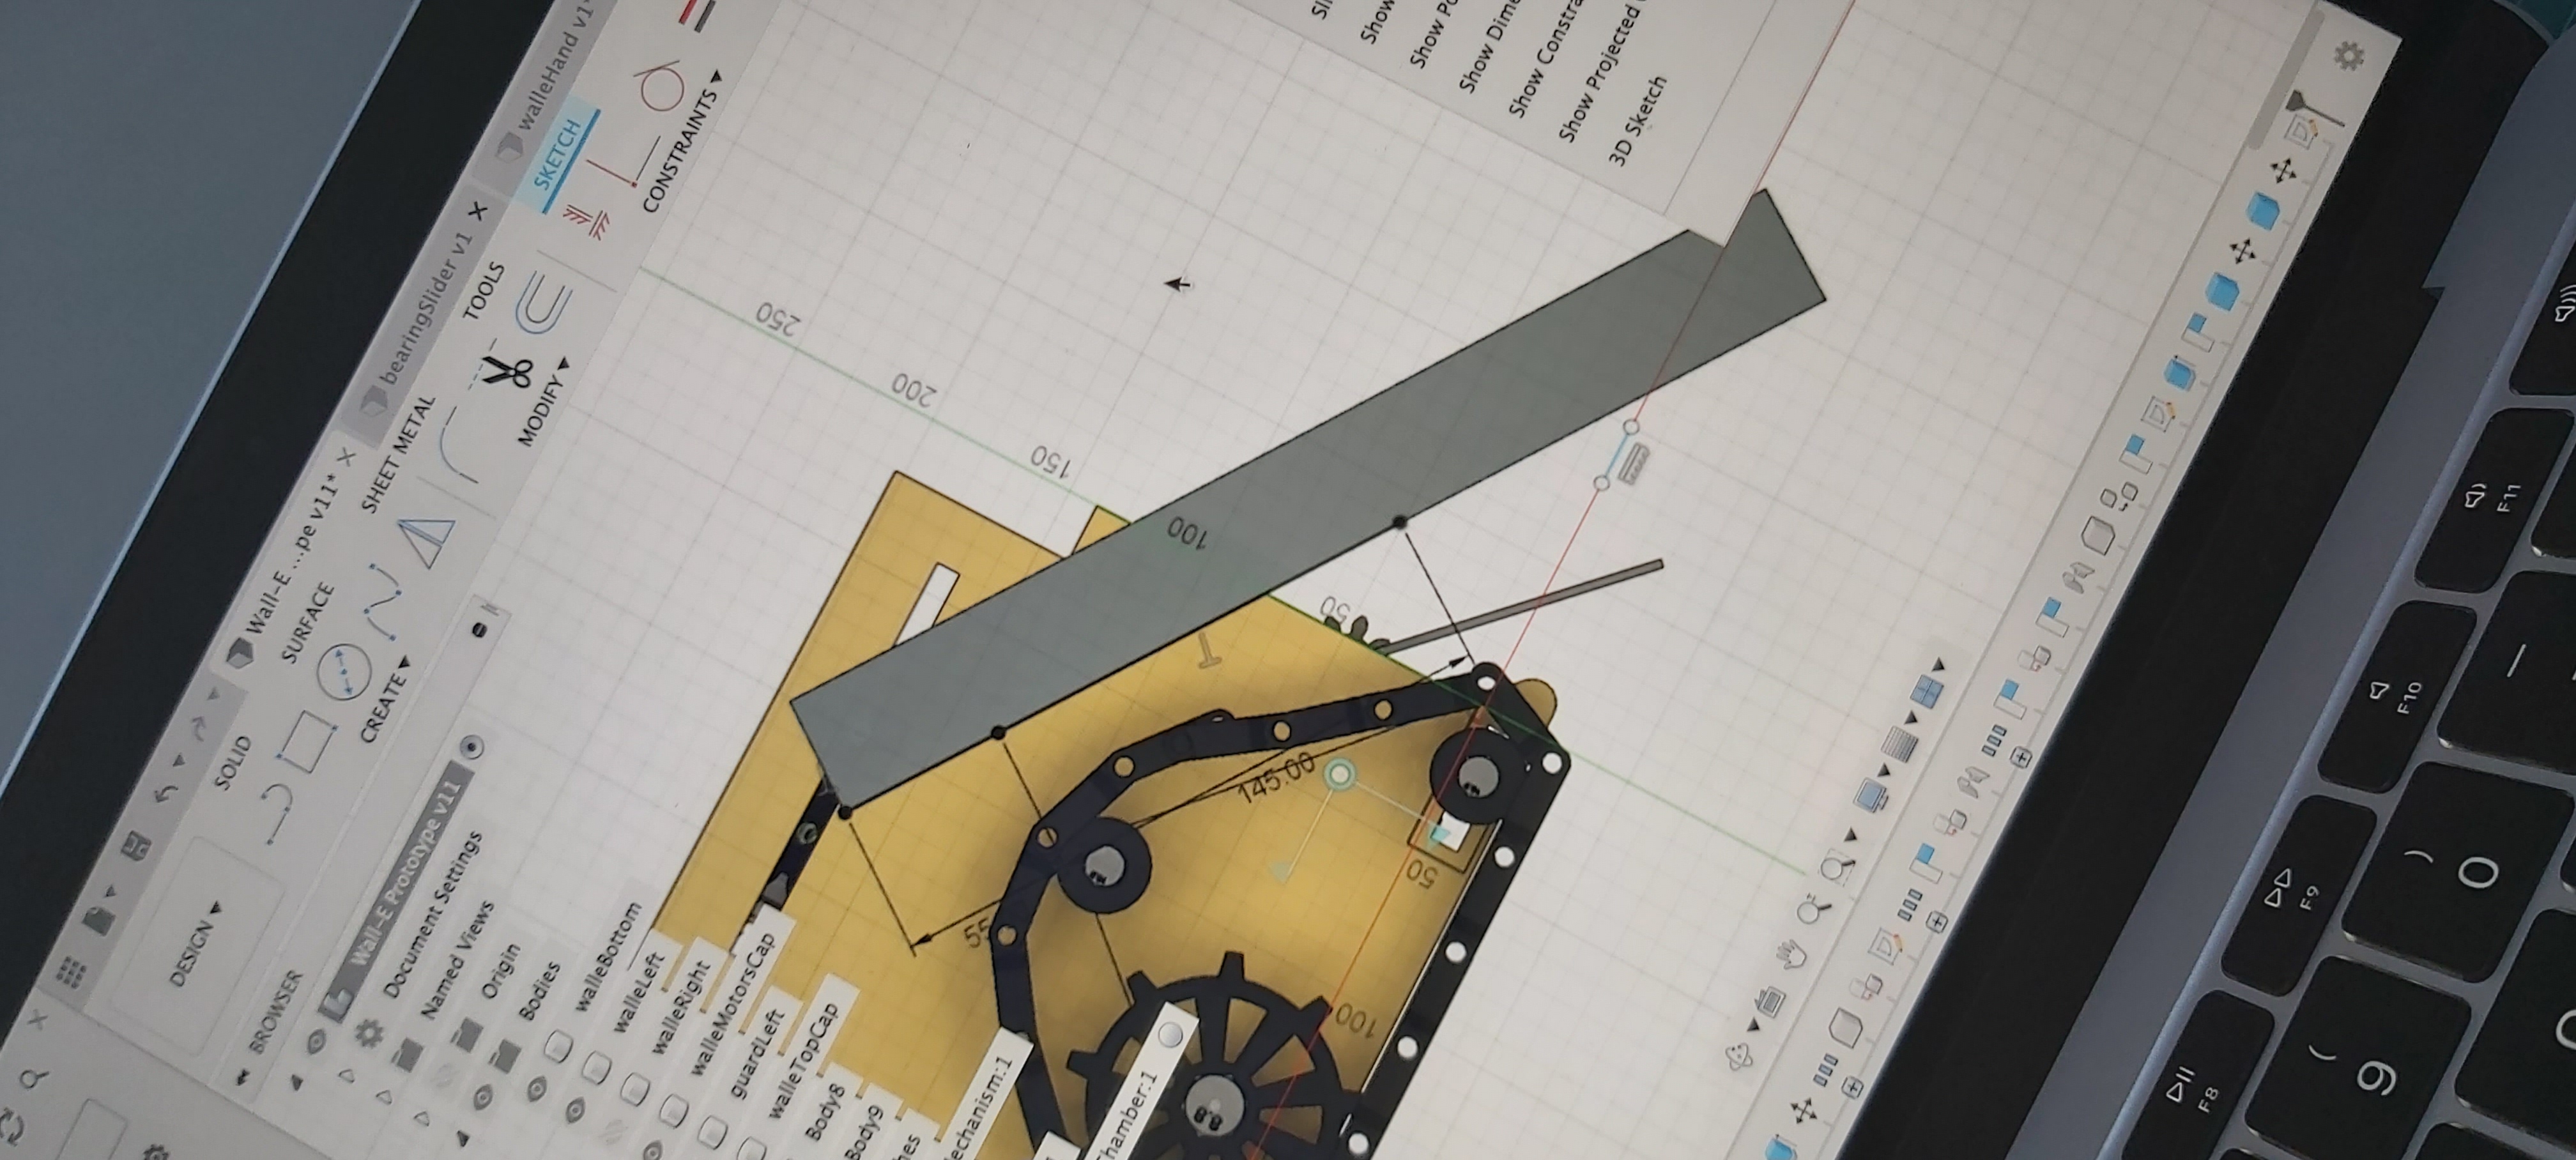 DESIGN
Wall-E ...pe v11*
bearingSlider v1
walleHand v1
SOLID
SURFACE
SHEET METAL
TOOLS
SKETCH
CREATE
MODIFY
CONSTRAINTS
BROWSER
Wall-E Prototype v11
Document Settings
Named Views
Origin
Bodies
walleBottom
walleLeft
walleRight
walleMotorsCap
guardLeft
walleTopCap
Body8
Body9
hes
echanism:1
hamber:1
250
200
150
100
50
55
145.00
100
50
Show
Show P
Show Dime
Show Constra
Show Projected
3D Sketch
F8
F9
F10
F11
(
9
)
0